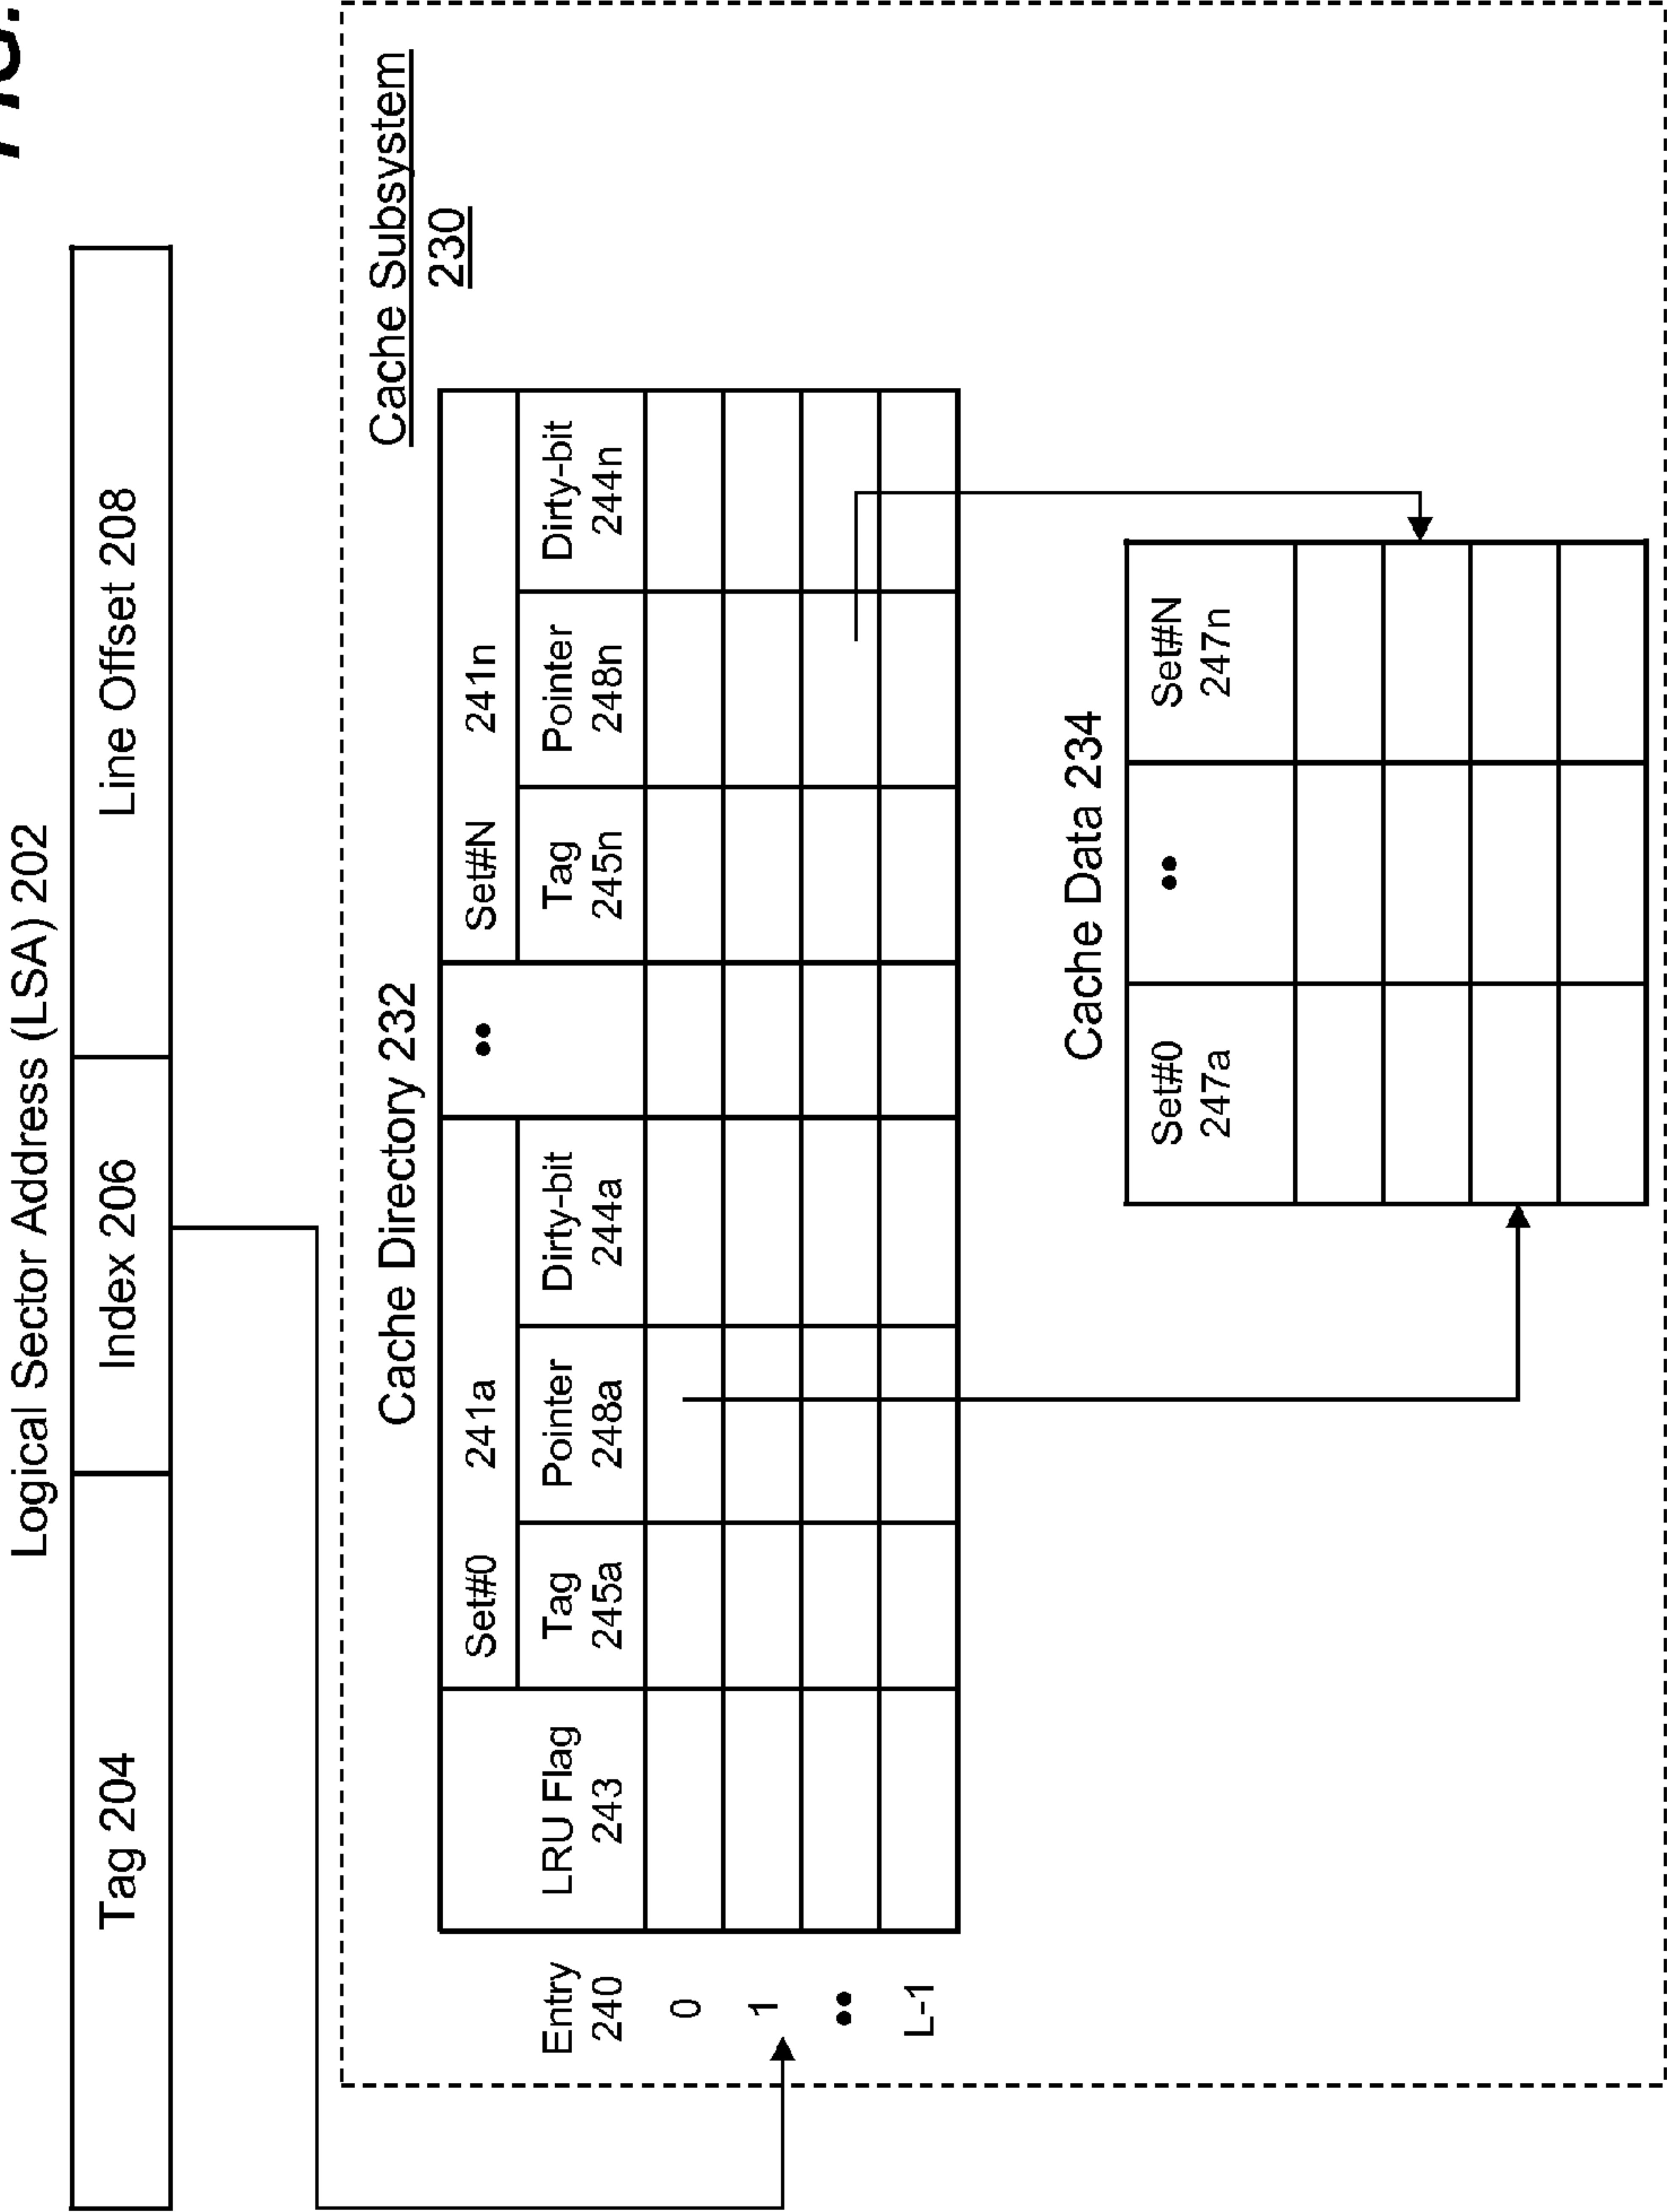 Logical Sector Address (LSA) 202
Tag 204 Index 206 Line Offset 208
Cache Subsystem
230
Cache Directory 232
Set#0 241a •• Set#N 241n
Entry LRU Flag Tag Pointer Dirty-bit Tag Pointer Dirty-bit
240 243 245a 248a 244a 245n 248n 244n
0
1
••
L-1
Cache Data 234
Set#0 •• Set#N
247a 247n